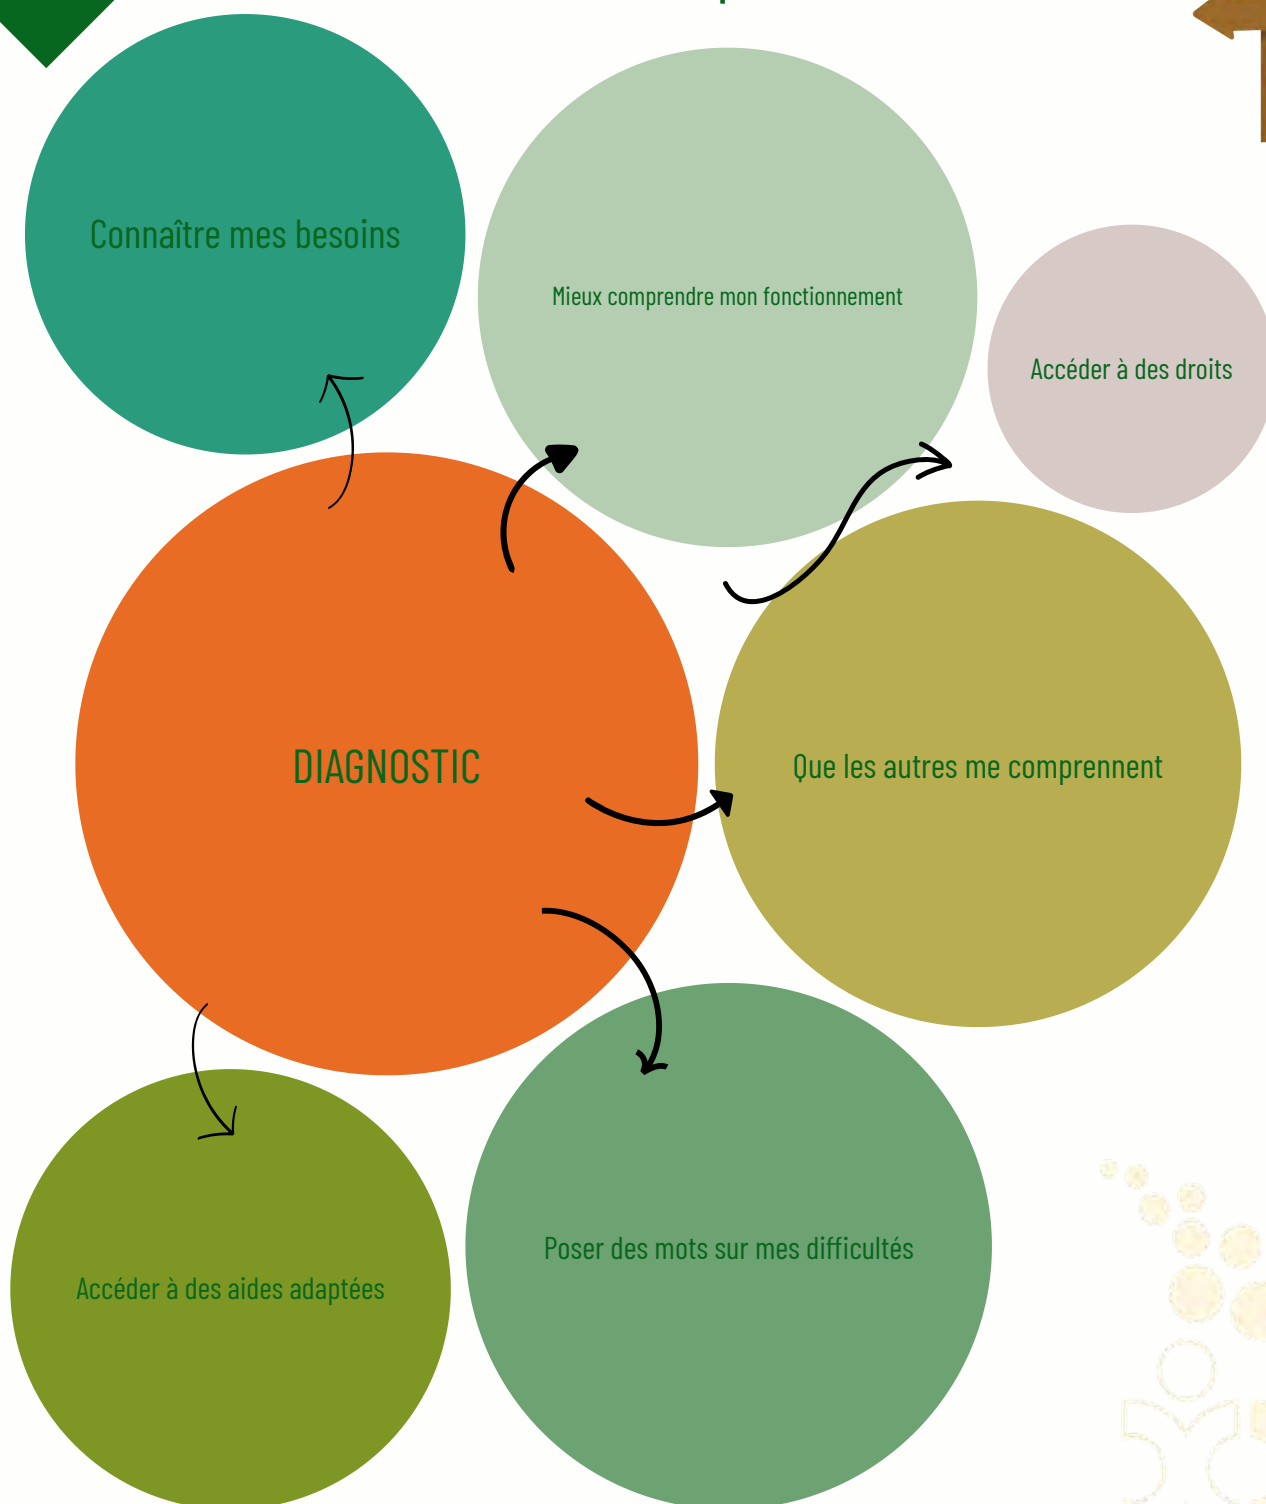 Connaître mes besoins
Mieux comprendre mon fonctionnement
Accéder à des droits
DIAGNOSTIC
Que les autres me comprennent
Poser des mots sur mes difficultés
Accéder à des aides adaptées